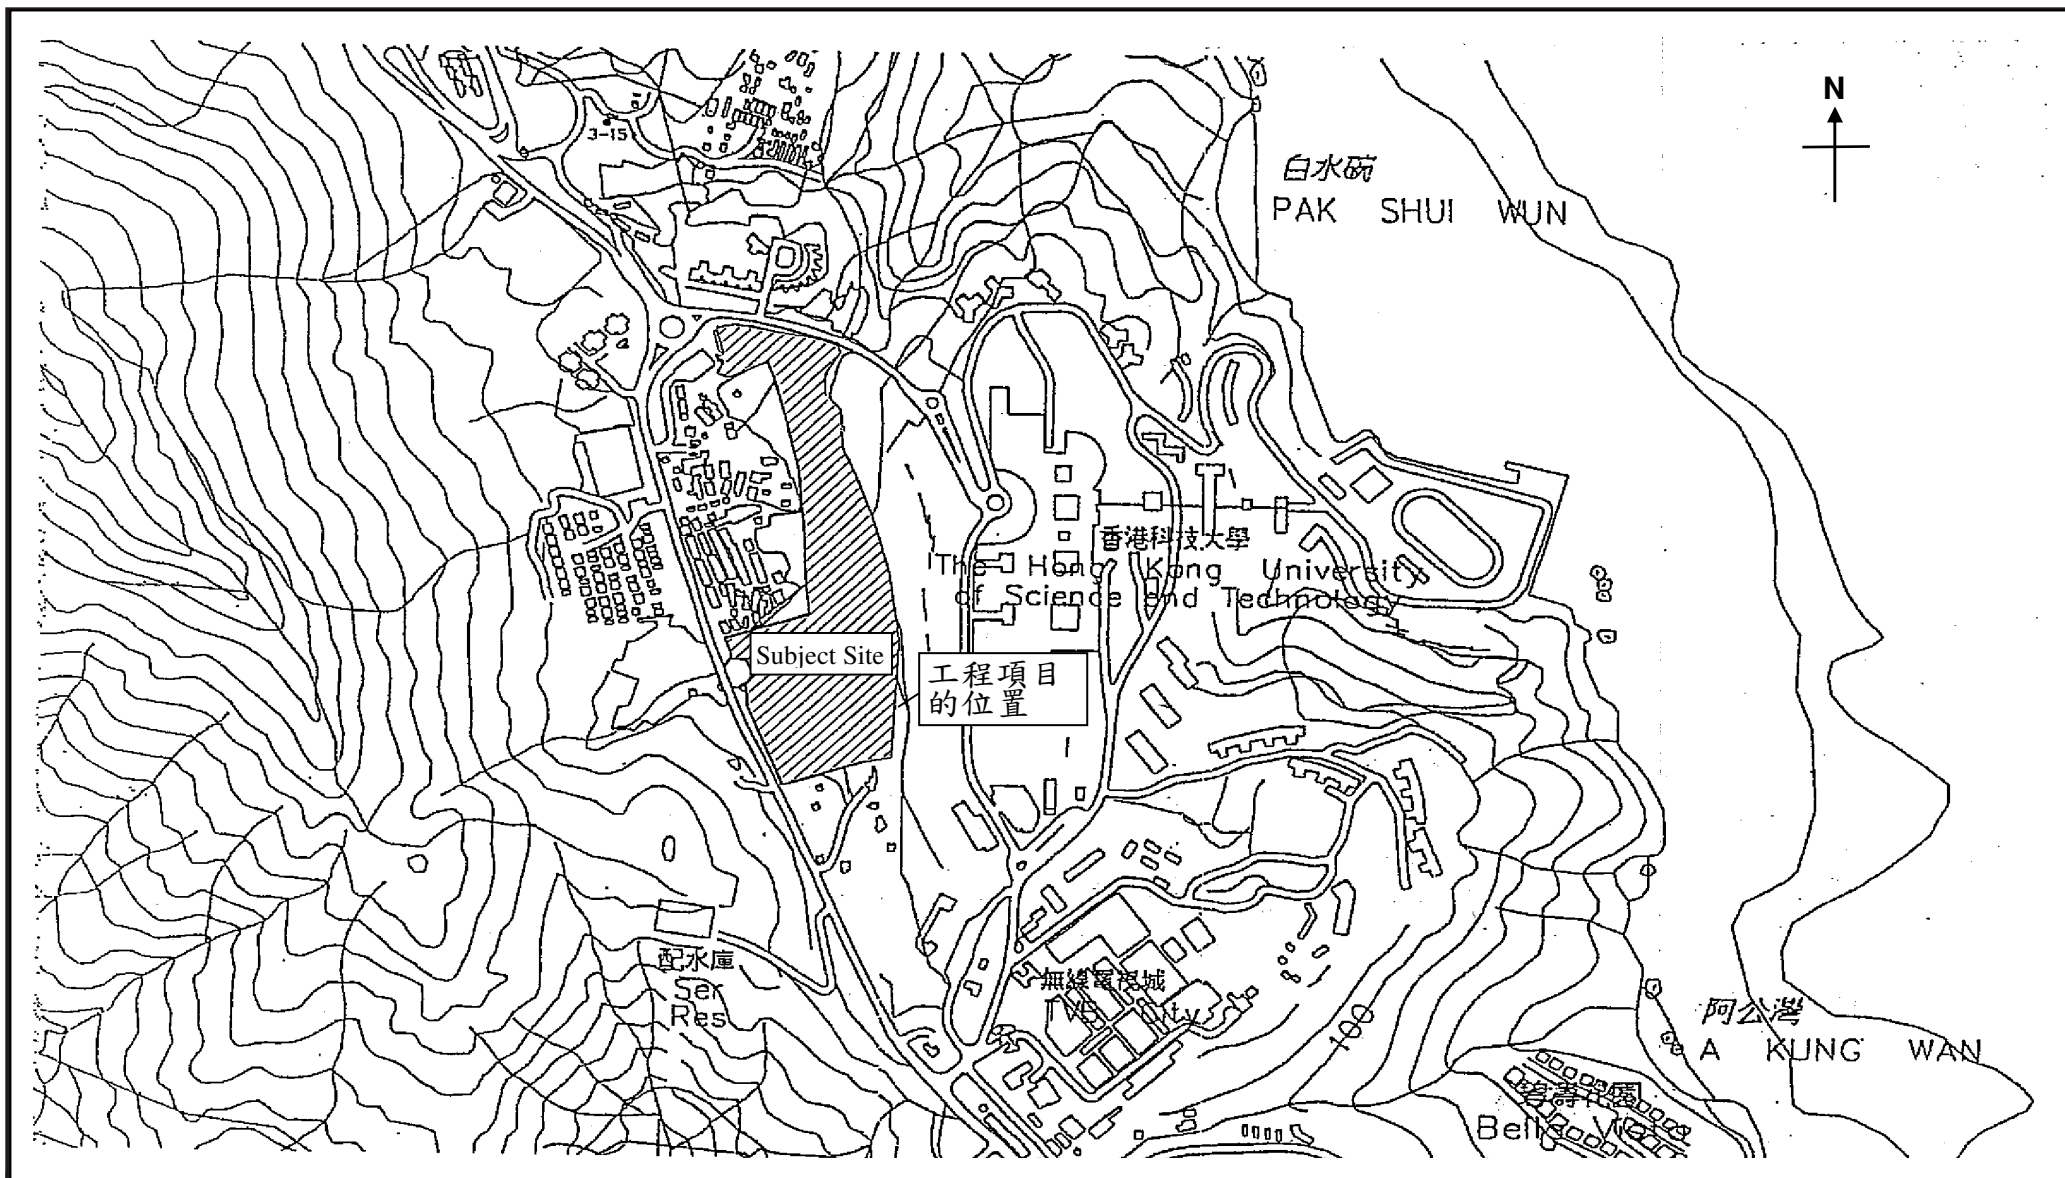 N
3-15
白水碗
PAK SHUI WUN
香港科技大學
The Hong Kong University
of Science and Technology
Subject Site
工程項目
的位置
配水庫
Ser
Res
無線電視城
TVB City
100
阿公灣
A KUNG WAN
碧濤花園
Bella Vista